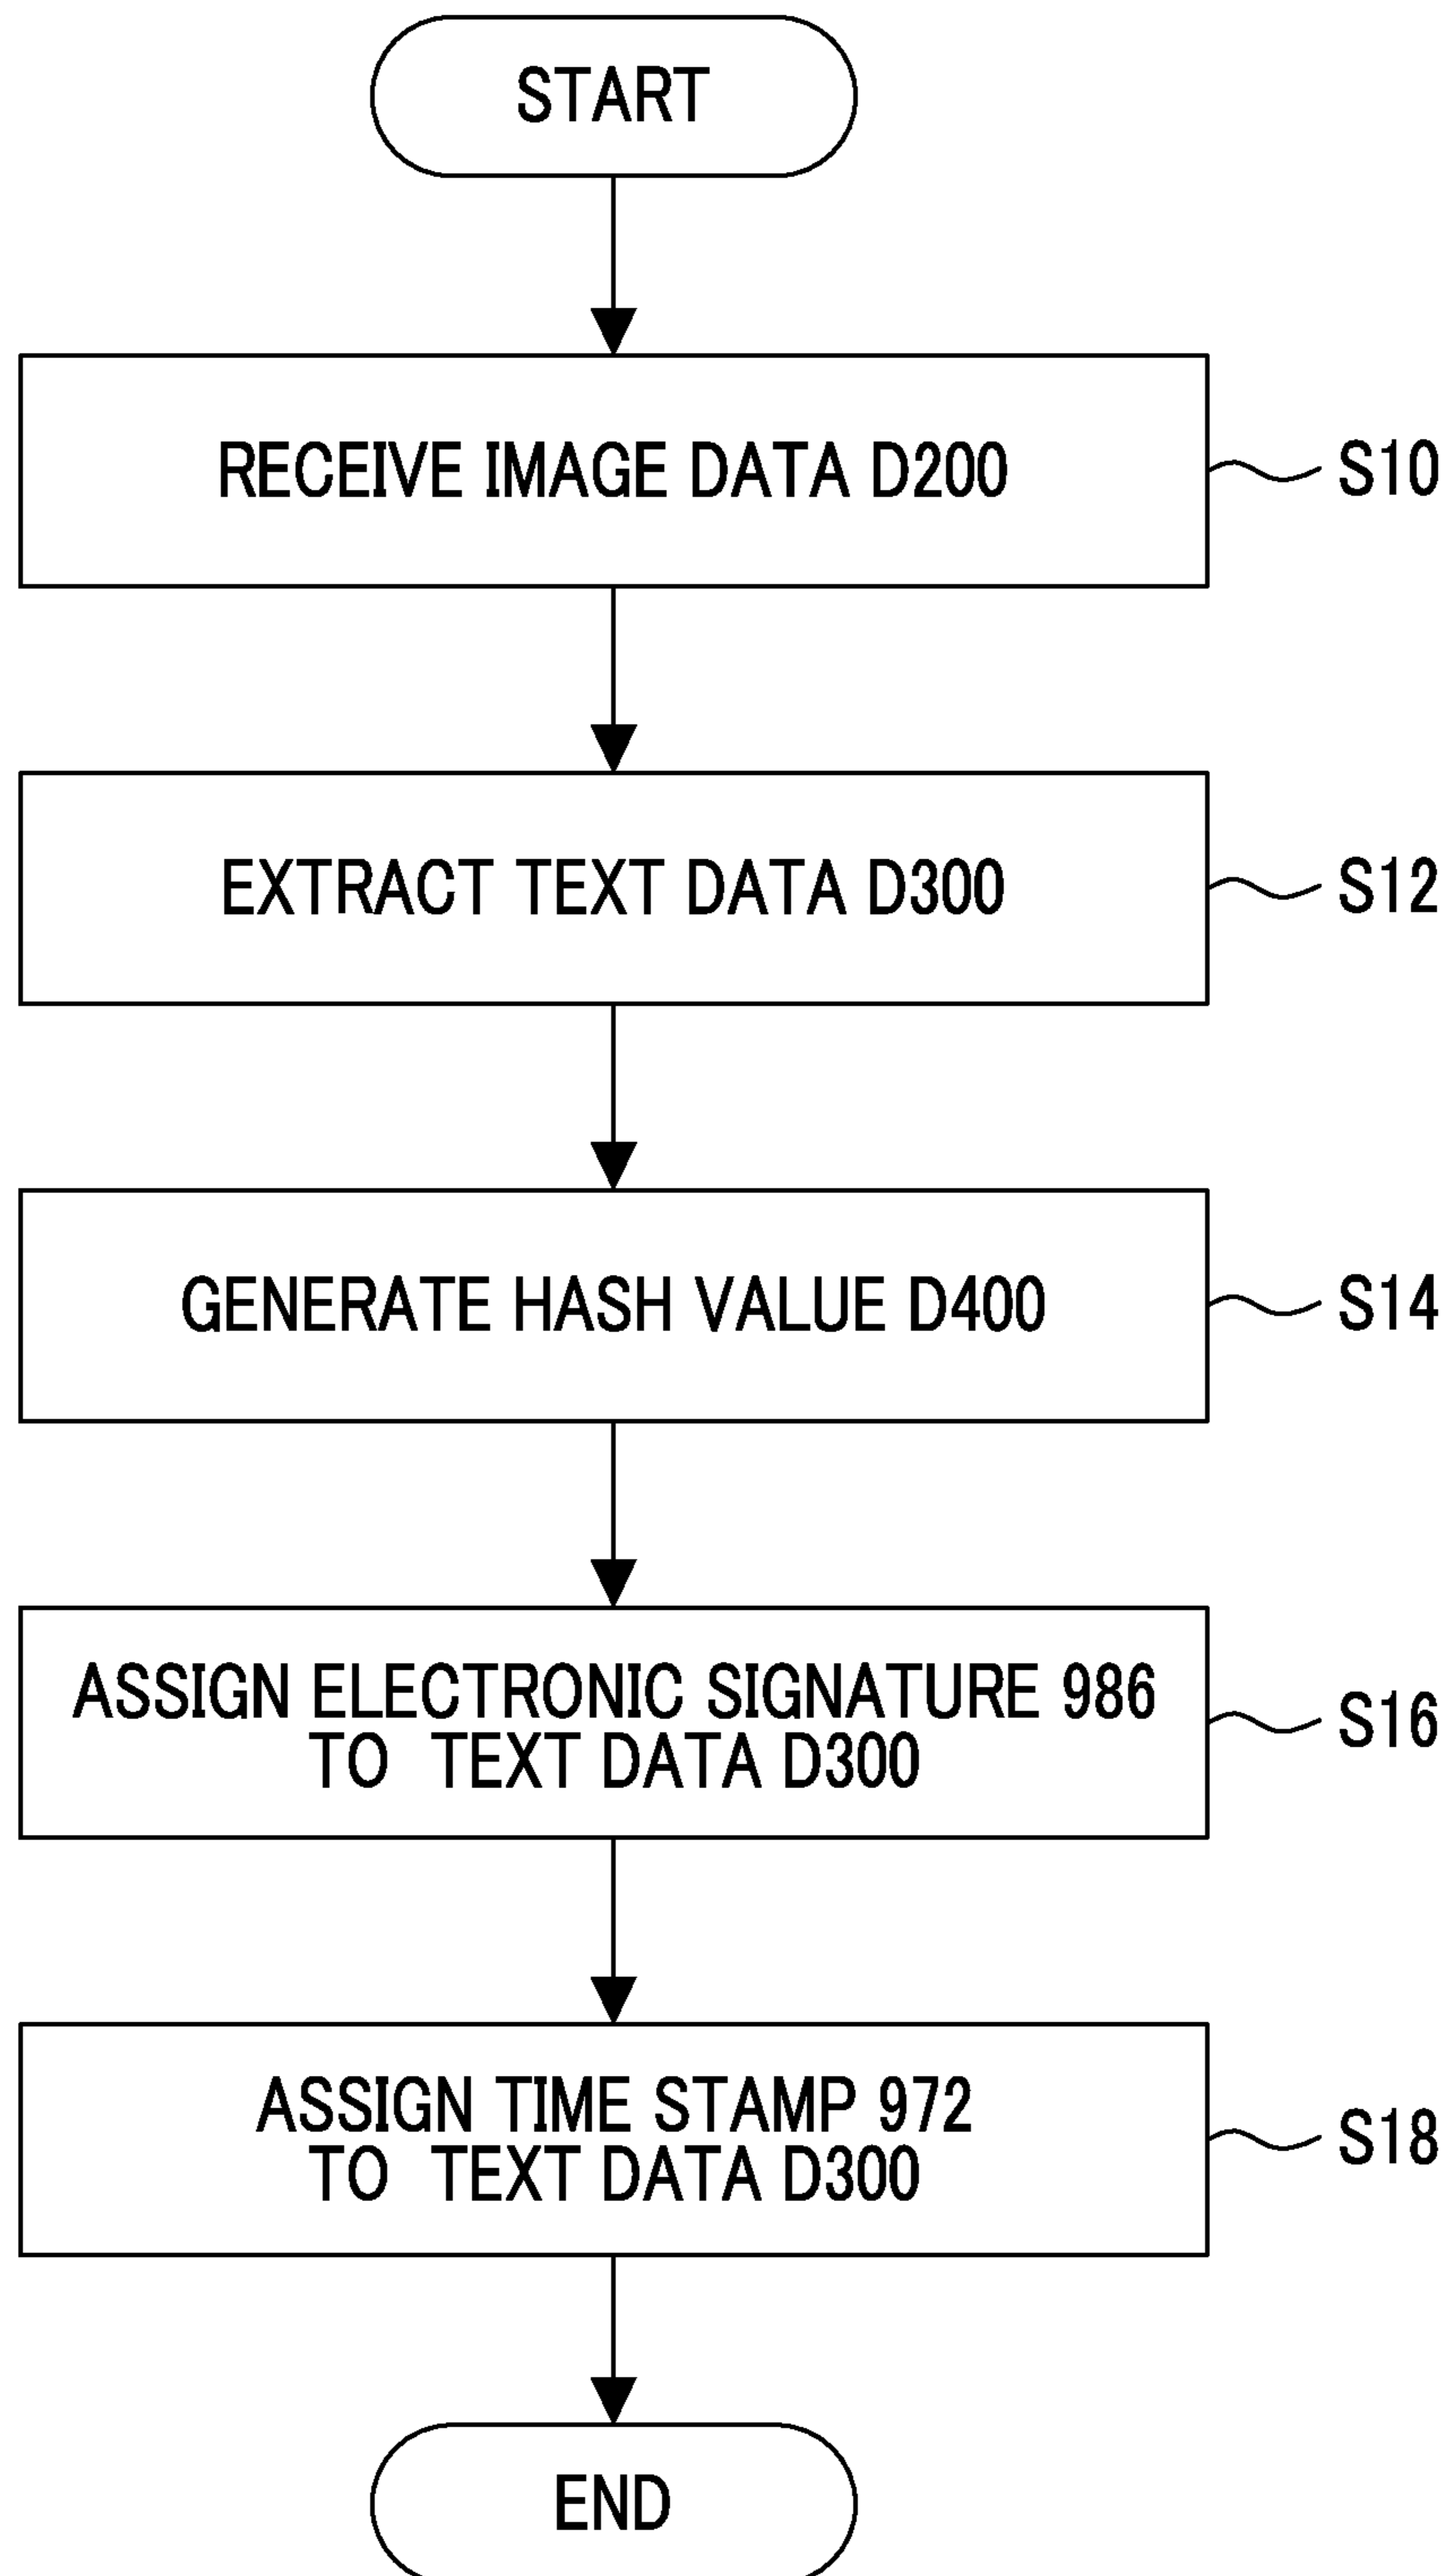 START
RECEIVE IMAGE DATA D200
S10
EXTRACT TEXT DATA D300
S12
GENERATE HASH VALUE D400
S14
ASSIGN ELECTRONIC SIGNATURE 986
TO TEXT DATA D300
S16
ASSIGN TIME STAMP 972
TO TEXT DATA D300
S18
END